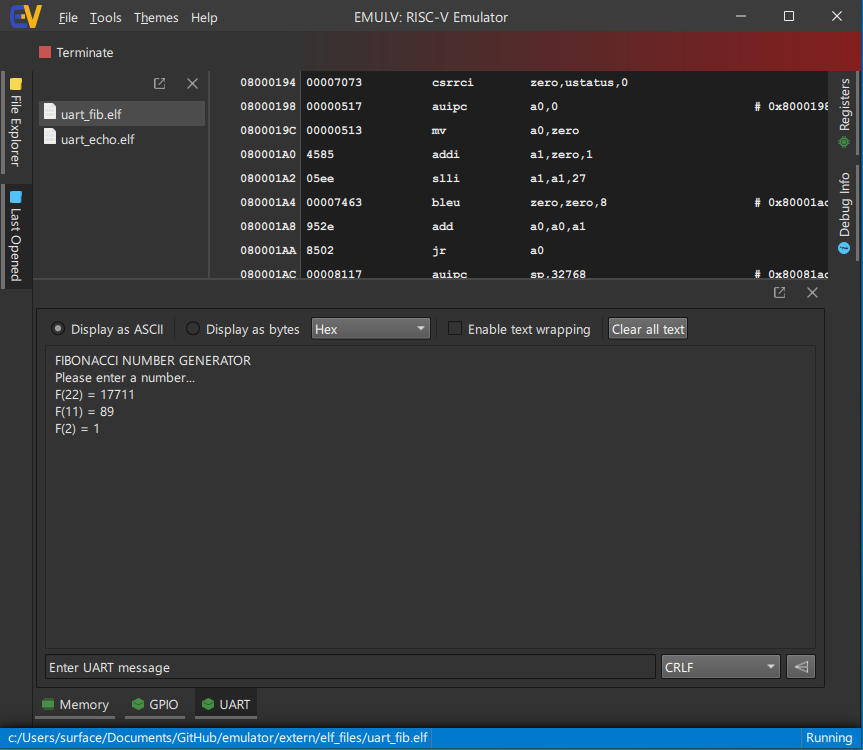 EV
EMULV: RISC-V Emulator
File Tools Themes Help
Terminate
File Explorer
Last Opened
uart_fib.elf
uart_echo.elf
08000194 00007073 csrrci zero,ustatus,0
08000198 00000517 auipc a0,0 # 0x8000198
0800019C 00000513 mv a0,zero
080001A0 4585 addi a1,zero,1
080001A2 05ee slli a1,a1,27
080001A4 00007463 bleu zero,zero,8 # 0x80001ac
080001A8 952e add a0,a0,a1
080001AA 8502 jr a0
080001AC 00008117 auipc sp,32768 # 0x80081ac
Registers
Debug Info
Display as ASCII Display as bytes Hex Enable text wrapping Clear all text
FIBONACCI NUMBER GENERATOR
Please enter a number...
F(22) = 17711
F(11) = 89
F(2) = 1
Enter UART message CRLF
Memory GPIO UART
c:/Users/surface/Documents/GitHub/emulator/extern/elf_files/uart_fib.elf Running